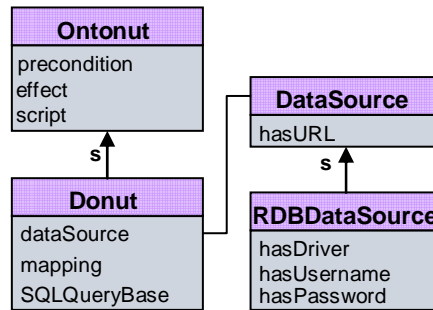 Ontonut
precondition
effect
script
s
Donut
dataSource
mapping
SQLQueryBase
DataSource
hasURL
s
RDBDataSource
hasDriver
hasUsername
hasPassword